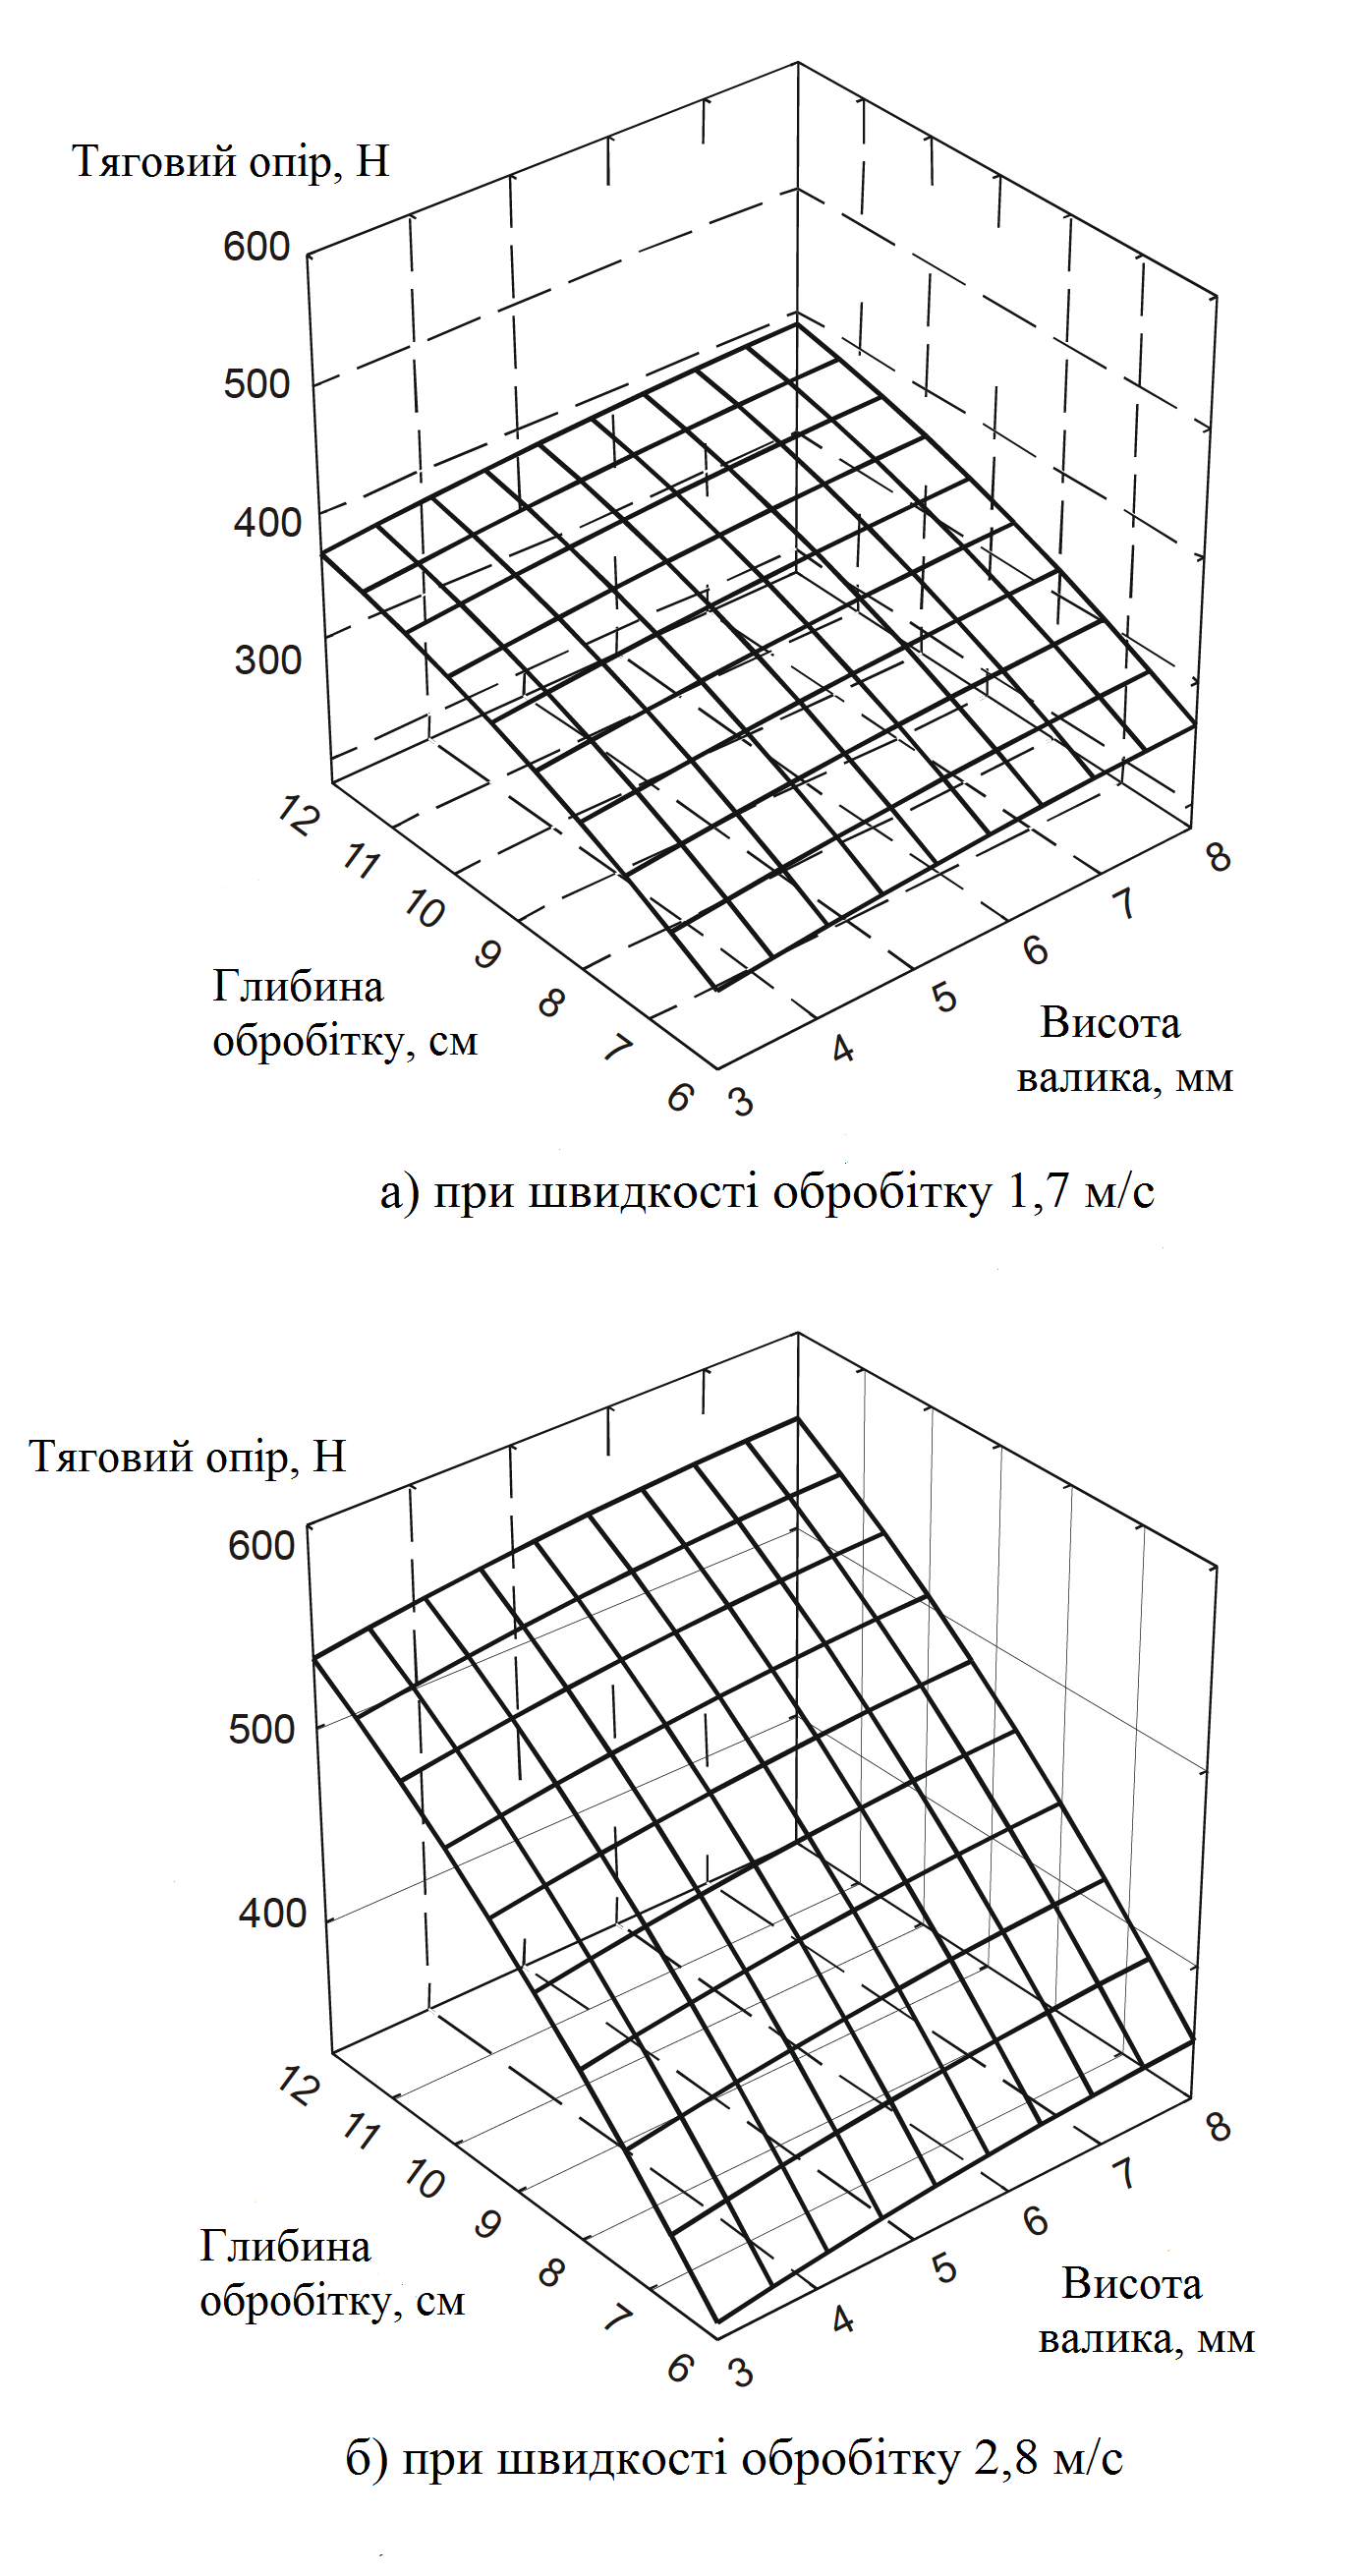 Тяговий опір, Н
600
500
400
300
12
11
10
9
8
7
6
Глибина
обробітку, см
3
4
5
6
7
8
Висота
валика, мм
а) при швидкості обробітку 1,7 м/с
Тяговий опір, Н
600
500
400
12
11
10
9
8
7
6
Глибина
обробітку, см
3
4
5
6
7
8
Висота
валика, мм
б) при швидкості обробітку 2,8 м/с